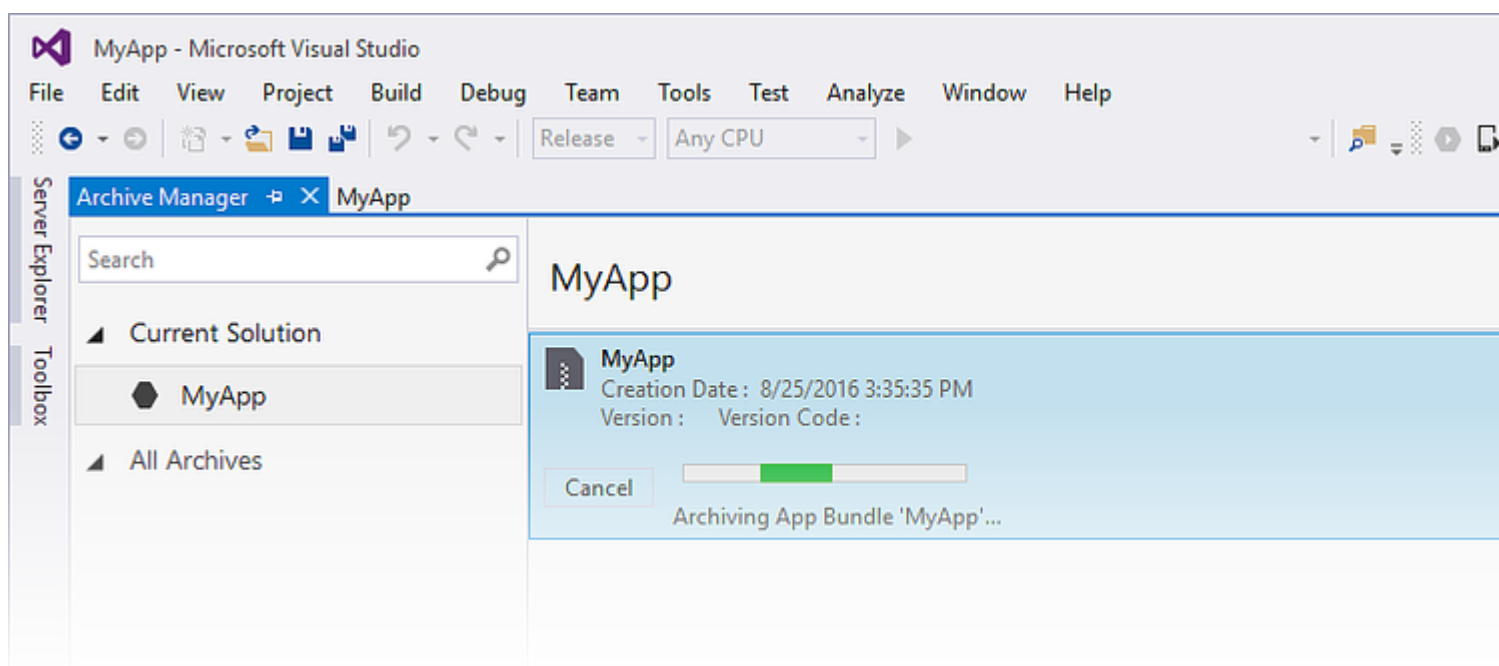 MyApp - Microsoft Visual Studio
File Edit View Project Build Debug Team Tools Test Analyze Window Help
Release Any CPU
Server Explorer
Toolbox
Archive Manager MyApp
Search
Current Solution
MyApp
All Archives
MyApp
MyApp
Creation Date : 8/25/2016 3:35:35 PM
Version : Version Code :
Cancel
Archiving App Bundle 'MyApp'...